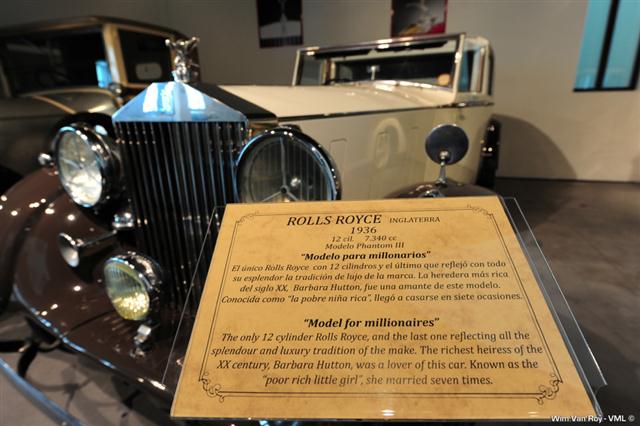 ROLLS ROYCE INGLATERRA
1936
12 cil. 7.340 cc
Modelo Phantom III
"Modelo para millonarios"
El único Rolls Royce con 12 cilindros y el último que reflejó con todo
su esplendor la tradición de lujo de la marca. La heredera más rica
del siglo XX, Barbara Hutton, fue una amante de este modelo.
Conocida como "la pobre niña rica", llegó a casarse en siete ocasiones.
"Model for millionaires"
The only 12 cylinder Rolls Royce, and the last one reflecting all the
splendour and luxury tradition of the make. The richest heiress of the
XX century, Barbara Hutton, was a lover of this car. Known as the
"poor rich little girl", she married seven times.
Wim Van Roy - VML ©